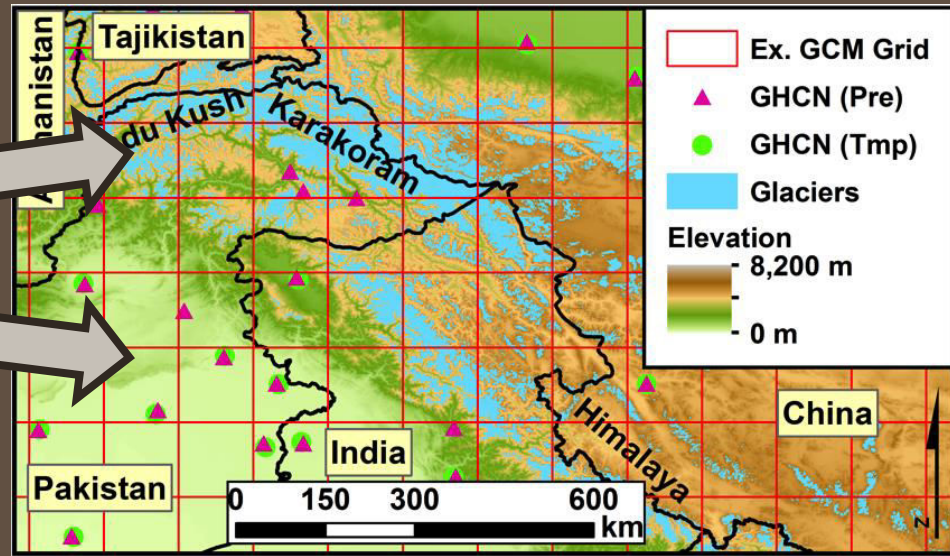 Tajikistan
du Kush
Karakoram
Himalaya
China
India
Pakistan
0 150 300 600
km
N
Ex. GCM Grid
GHCN (Pre)
GHCN (Tmp)
Glaciers
Elevation
8,200 m
0 m